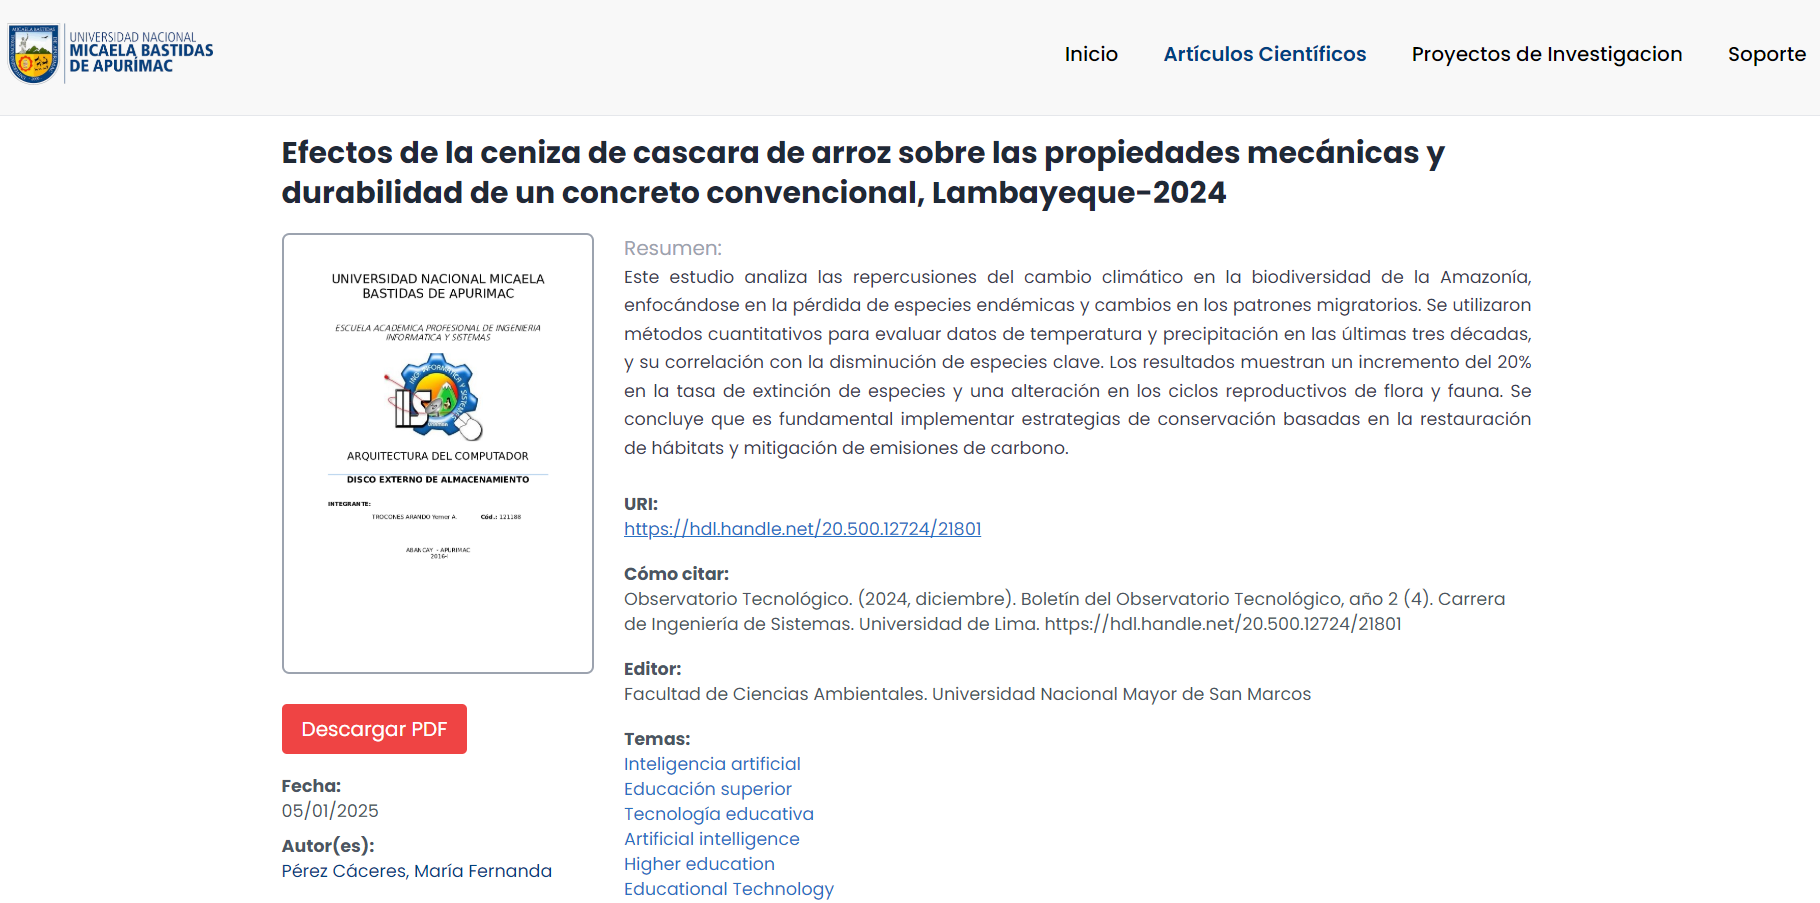 UNIVERSIDAD NACIONAL
MICAELA BASTIDAS
DE APURÍMAC
Inicio
Artículos Científicos
Proyectos de Investigacion
Soporte
Efectos de la ceniza de cascara de arroz sobre las propiedades mecánicas y
durabilidad de un concreto convencional, Lambayeque-2024
UNIVERSIDAD NACIONAL MICAELA
BASTIDAS DE APURIMAC
ESCUELA ACADEMICA PROFESIONAL DE INGENIERIA
INFORMATICA Y SISTEMAS
ARQUITECTURA DEL COMPUTADOR
DISCO EXTERNO DE ALMACENAMIENTO
INTEGRANTE:
TROCONES ARANDO Yomer A. Cód.: 121188
ABANCAY - APURIMAC
Descargar PDF
Fecha:
05/01/2025
Autor(es):
Pérez Cáceres, María Fernanda
Resumen:
Este estudio analiza las repercusiones del cambio climático en la biodiversidad de la Amazonía,
enfocándose en la pérdida de especies endémicas y cambios en los patrones migratorios. Se utilizaron
métodos cuantitativos para evaluar datos de temperatura y precipitación en las últimas tres décadas,
y su correlación con la disminución de especies clave. Los resultados muestran un incremento del 20%
en la tasa de extinción de especies y una alteración en los ciclos reproductivos de flora y fauna. Se
concluye que es fundamental implementar estrategias de conservación basadas en la restauración
de hábitats y mitigación de emisiones de carbono.
URI:
https://hdl.handle.net/20.500.12724/21801
Cómo citar:
Observatorio Tecnológico. (2024, diciembre). Boletín del Observatorio Tecnológico, año 2 (4). Carrera
de Ingeniería de Sistemas. Universidad de Lima. https://hdl.handle.net/20.500.12724/21801
Editor:
Facultad de Ciencias Ambientales. Universidad Nacional Mayor de San Marcos
Temas:
Inteligencia artificial
Educación superior
Tecnología educativa
Artificial intelligence
Higher education
Educational Technology